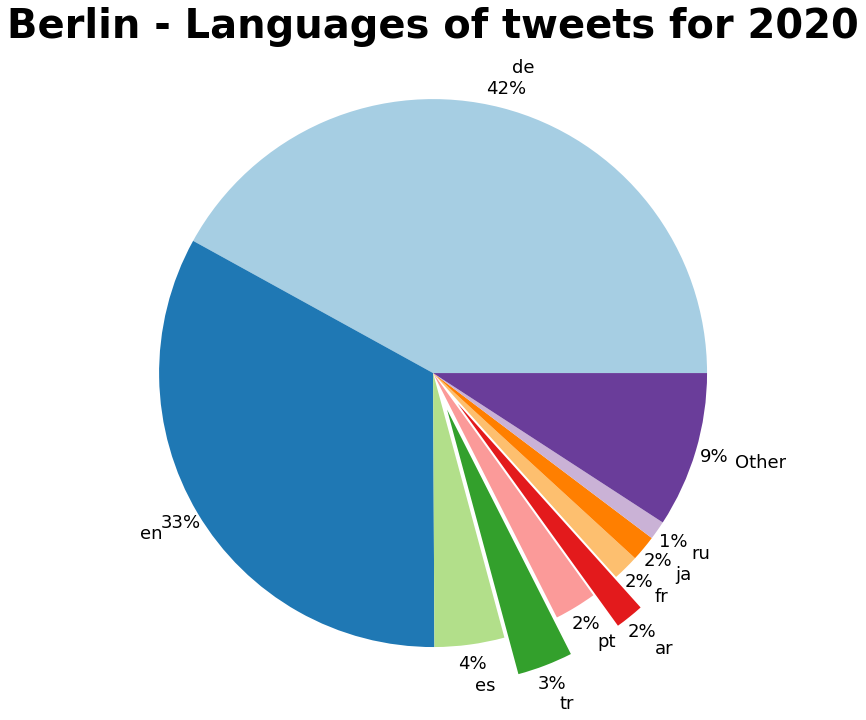 Berlin - Languages of tweets for 2020
de
42%
33%
en
4%
es
3%
tr
2%
pt
2%
ar
2%
fr
2%
ja
1%
ru
9%
Other